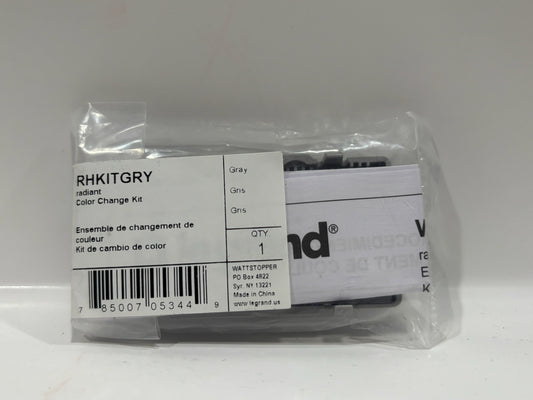 RHKITGRY
radiant
Color Change Kit
Ensemble de changement de
couleur
Kit de cambio de color
7 85007 05344 9
Gray
Gris
Gris
QTY.
1
WATTSTOPPER
PO Box 4822
Syr. NY 13221
Made in China
www.legrand.us
nd®
W
ra
E
K